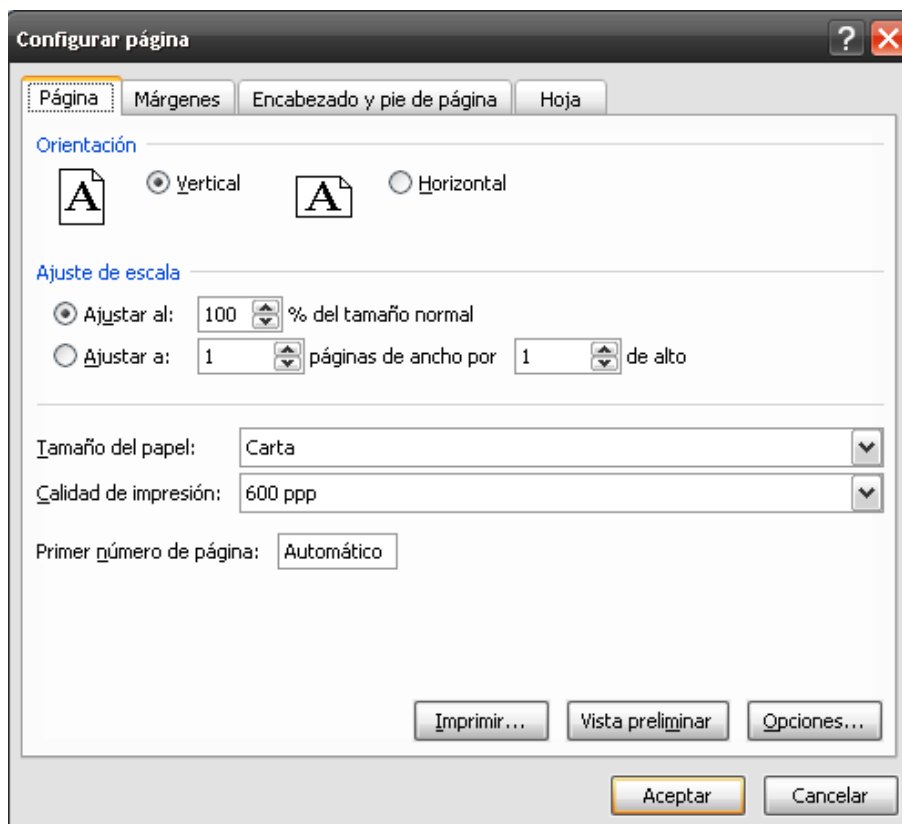 Configurar página
Página Márgenes Encabezado y pie de página Hoja
Orientación
A Vertical A Horizontal
Ajuste de escala
Ajustar al: 100 % del tamaño normal
Ajustar a: 1 páginas de ancho por 1 de alto
Tamaño del papel: Carta
Calidad de impresión: 600 ppp
Primer número de página: Automático
Imprimir... Vista preliminar Opciones...
Aceptar Cancelar